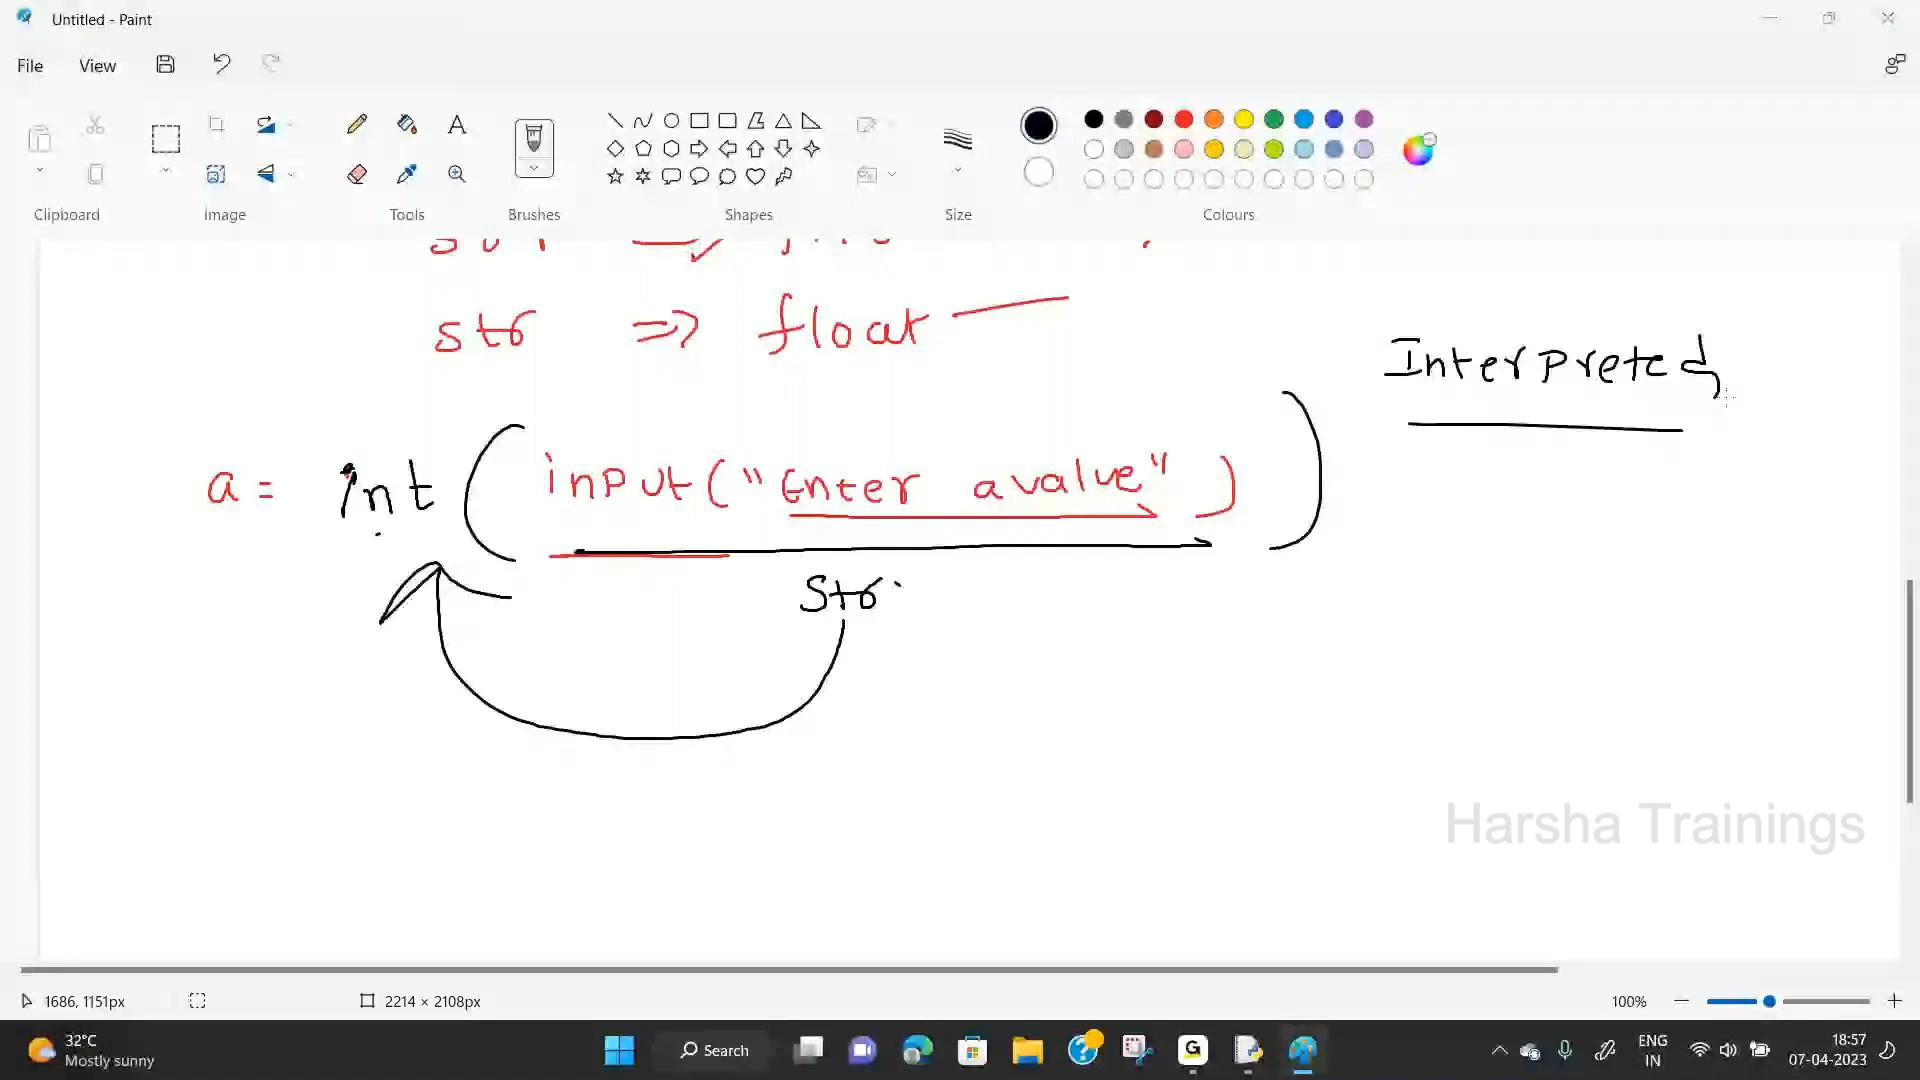 Untitled - Paint
File View
Clipboard Image Tools Brushes Shapes Size Colours
str => float
Interpreted
a = int ( input("Enter a value") )
str
Harsha Trainings
1686, 1151px 2214 × 2108px 100%
32°C
Mostly sunny
Search
ENG
IN
18:57
07-04-2023